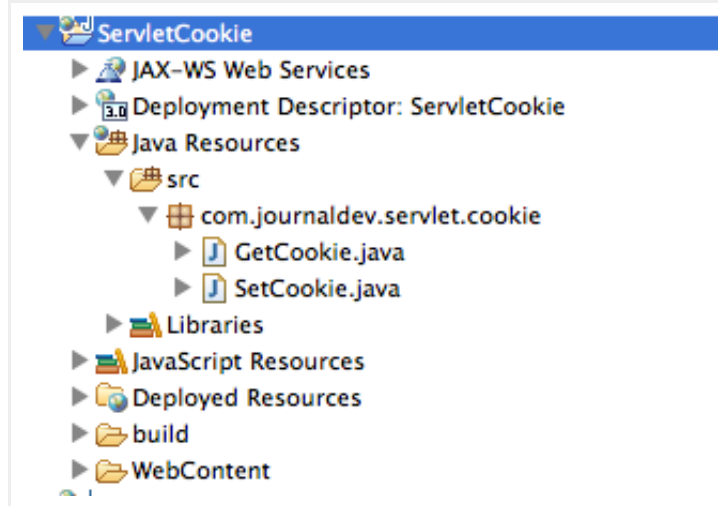 ServletCookie
JAX-WS Web Services
3.0 Deployment Descriptor: ServletCookie
Java Resources
src
com.journaldev.servlet.cookie
J GetCookie.java
J SetCookie.java
Libraries
JavaScript Resources
Deployed Resources
build
WebContent